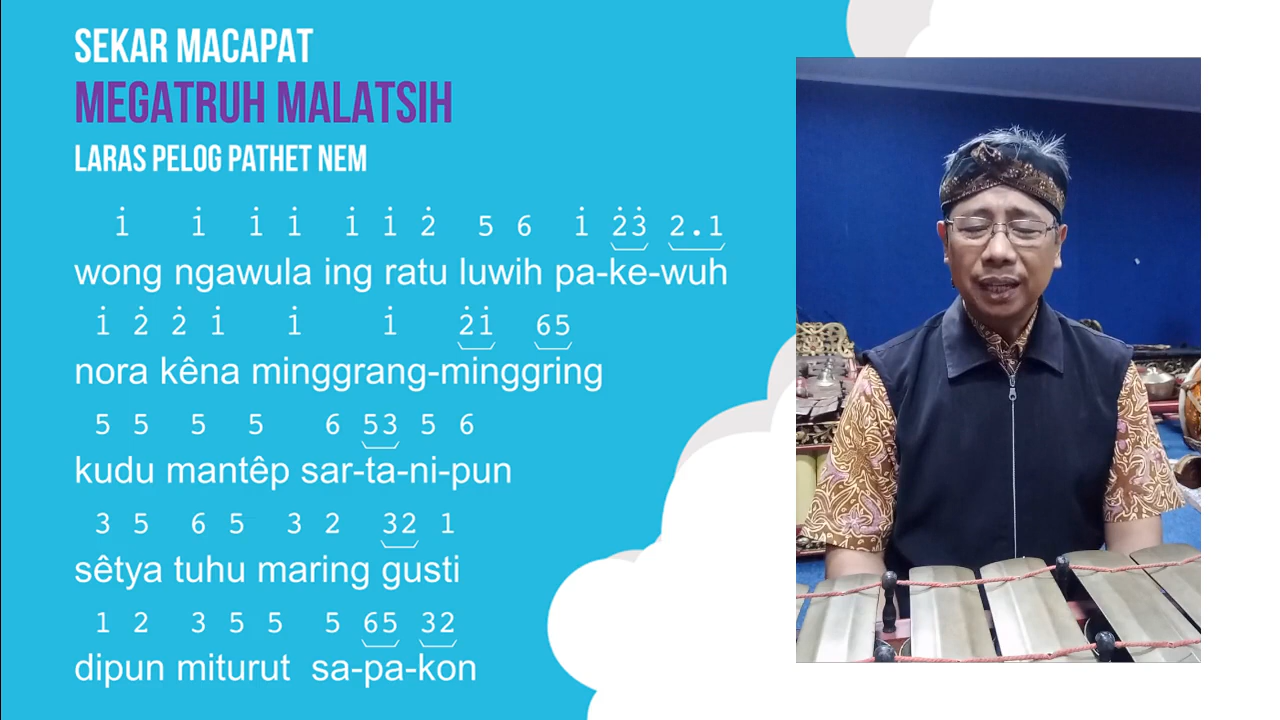 SEKAR MACAPAT
MEGATRUH MALATSIH
LARAS PELOG PATHET NEM
i̇ i̇ i̇ i̇ i̇ i̇ 2̇ 5 6 i̇ 2̇3̇ 2.1
wong ngawula ing ratu luwih pa-ke-wuh
i̇ 2̇ 2̇ i̇ i̇ i̇ 2̇i̇ 65
nora kêna minggrang-minggring
5 5 5 5 6 53 5 6
kudu mantêp sar-ta-ni-pun
3 5 6 5 3 2 32 1
sêtya tuhu maring gusti
1 2 3 5 5 5 65 32
dipun miturut sa-pa-kon